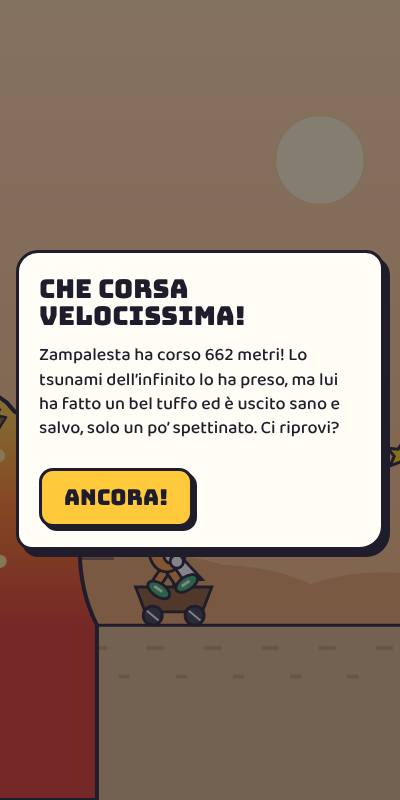 CHE CORSA
VELOCISSIMA!
Zampalesta ha corso 662 metri! Lo
tsunami dell'infinito lo ha preso, ma lui
ha fatto un bel tuffo ed è uscito sano e
salvo, solo un po' spettinato. Ci riprovi?
ANCORA!